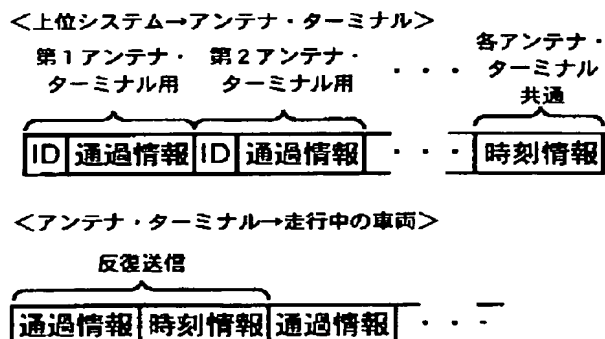 <上位システム→アンテナ・ターミナル>
第1アンテナ・ターミナル用
第2アンテナ・ターミナル用
・・・
各アンテナ・ターミナル共通
ID 通過情報 ID 通過情報 ・・・ 時刻情報
<アンテナ・ターミナル→走行中の車両>
反復送信
通過情報 時刻情報 通過情報 ・・・